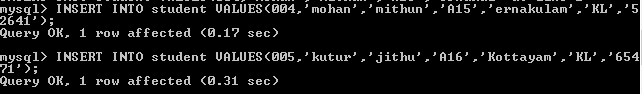 mysql> INSERT INTO student VALUES(004,'mohan','mithun','A15','ernakulam','KL','5
2641');
Query OK, 1 row affected (0.17 sec)
mysql> INSERT INTO student VALUES(005,'kutur','jithu','A16','Kottayam','KL','654
71');
Query OK, 1 row affected (0.31 sec)